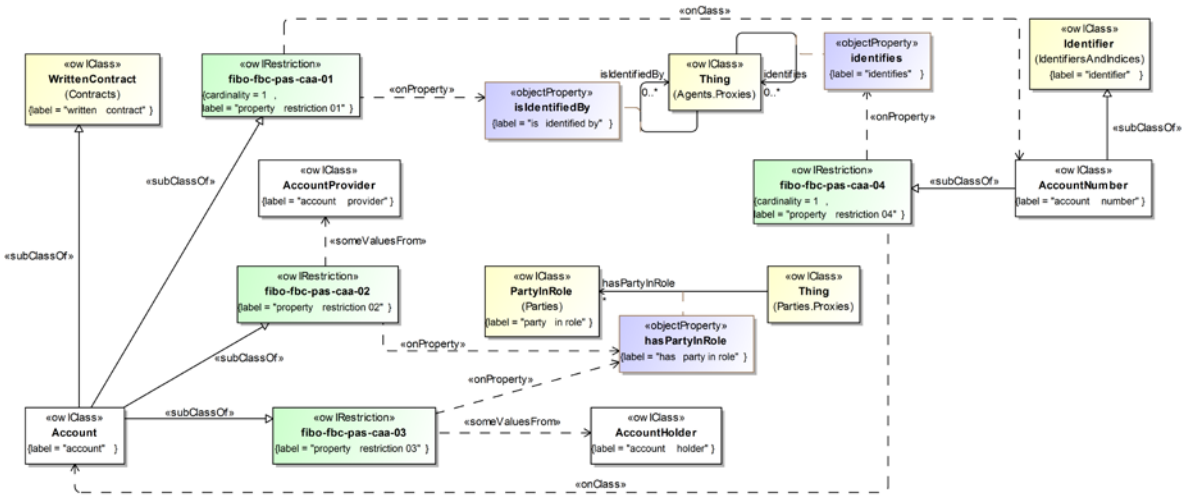 «onClass»
«owlClass»
WrittenContract
(Contracts)
{label = "written contract" }
«owlRestriction»
fibo-fbc-pas-caa-01
{cardinality = 1 ,
label = "property restriction 01" }
«onProperty»
«objectProperty»
isIdentifiedBy
{label = "is identified by" }
isIdentifiedBy
0..*
«owlClass»
Thing
(Agents.Proxies)
identifies
0..*
«objectProperty»
identifies
{label = "identifies" }
«owlClass»
Identifier
(IdentifiersAndIndices)
{label = "identifier" }
«onProperty»
«subClassOf»
«subClassOf»
«owlClass»
AccountProvider
{label = "account provider" }
«owlRestriction»
fibo-fbc-pas-caa-04
{cardinality = 1 ,
label = "property restriction 04" }
«subClassOf»
«owlClass»
AccountNumber
{label = "account number" }
«subClassOf»
«someValuesFrom»
«owlRestriction»
fibo-fbc-pas-caa-02
{label = "property restriction 02" }
«owlClass»
PartyInRole
(Parties)
{label = "party in role" }
hasPartyInRole
*
«owlClass»
Thing
(Parties.Proxies)
«objectProperty»
hasPartyInRole
{label = "has party in role" }
«onProperty»
«subClassOf»
«onProperty»
«owlClass»
Account
{label = "account" }
«subClassOf»
«owlRestriction»
fibo-fbc-pas-caa-03
{label = "property restriction 03" }
«someValuesFrom»
«owlClass»
AccountHolder
{label = "account holder" }
«onClass»